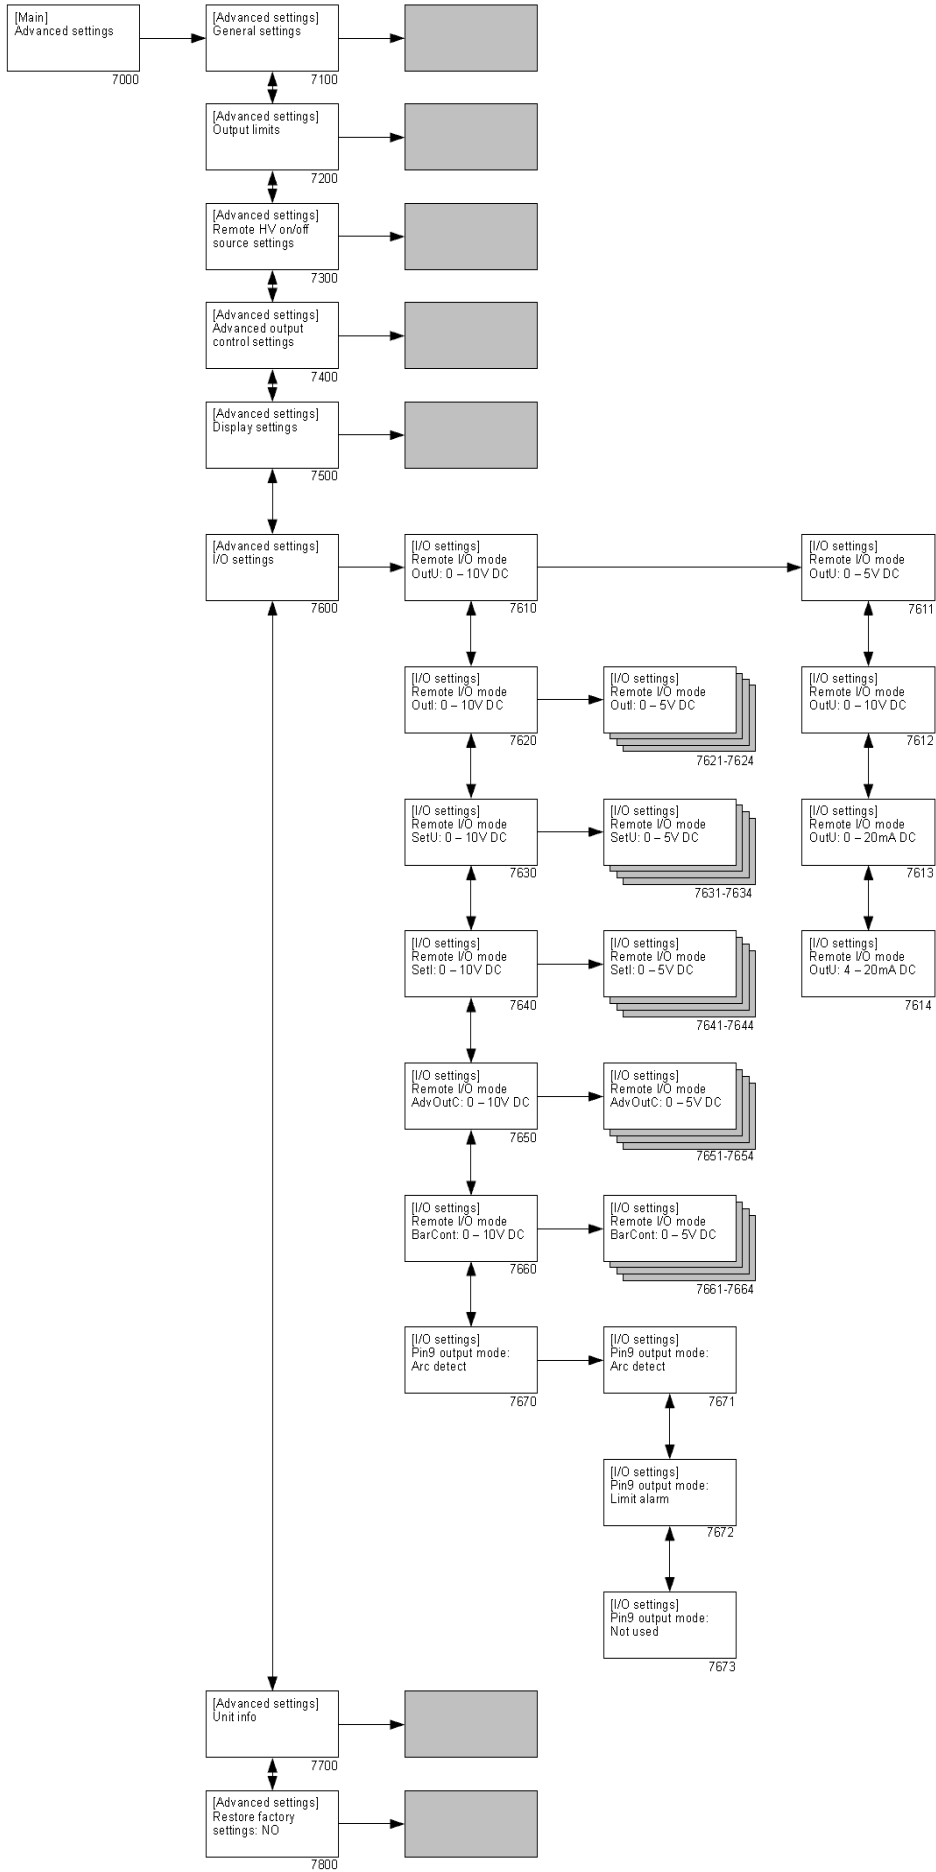 [Main]
Advanced settings
7000
[Advanced settings]
General settings
7100
[Advanced settings]
Output limits
7200
[Advanced settings]
Remote HV on/off
source settings
7300
[Advanced settings]
Advanced output
control settings
7400
[Advanced settings]
Display settings
7500
[Advanced settings]
I/O settings
7600
[I/O settings]
Remote I/O mode
OutU: 0 – 10V DC
7610
[I/O settings]
Remote I/O mode
OutU: 0 – 5V DC
7611
[I/O settings]
Remote I/O mode
OutI: 0 – 10V DC
7620
[I/O settings]
Remote I/O mode
OutI: 0 – 5V DC
7621-7624
[I/O settings]
Remote I/O mode
OutU: 0 – 10V DC
7612
[I/O settings]
Remote I/O mode
SetU: 0 – 10V DC
7630
[I/O settings]
Remote I/O mode
SetU: 0 – 5V DC
7631-7634
[I/O settings]
Remote I/O mode
OutU: 0 – 20mA DC
7613
[I/O settings]
Remote I/O mode
SetI: 0 – 10V DC
7640
[I/O settings]
Remote I/O mode
SetI: 0 – 5V DC
7641-7644
[I/O settings]
Remote I/O mode
OutU: 4 – 20mA DC
7614
[I/O settings]
Remote I/O mode
AdvOutC: 0 – 10V DC
7650
[I/O settings]
Remote I/O mode
AdvOutC: 0 – 5V DC
7651-7654
[I/O settings]
Remote I/O mode
BarCont: 0 – 10V DC
7660
[I/O settings]
Remote I/O mode
BarCont: 0 – 5V DC
7661-7664
[I/O settings]
Pin9 output mode:
Arc detect
7670
[I/O settings]
Pin9 output mode:
Arc detect
7671
[I/O settings]
Pin9 output mode:
Limit alarm
7672
[I/O settings]
Pin9 output mode:
Not used
7673
[Advanced settings]
Unit info
7700
[Advanced settings]
Restore factory
settings: NO
7800